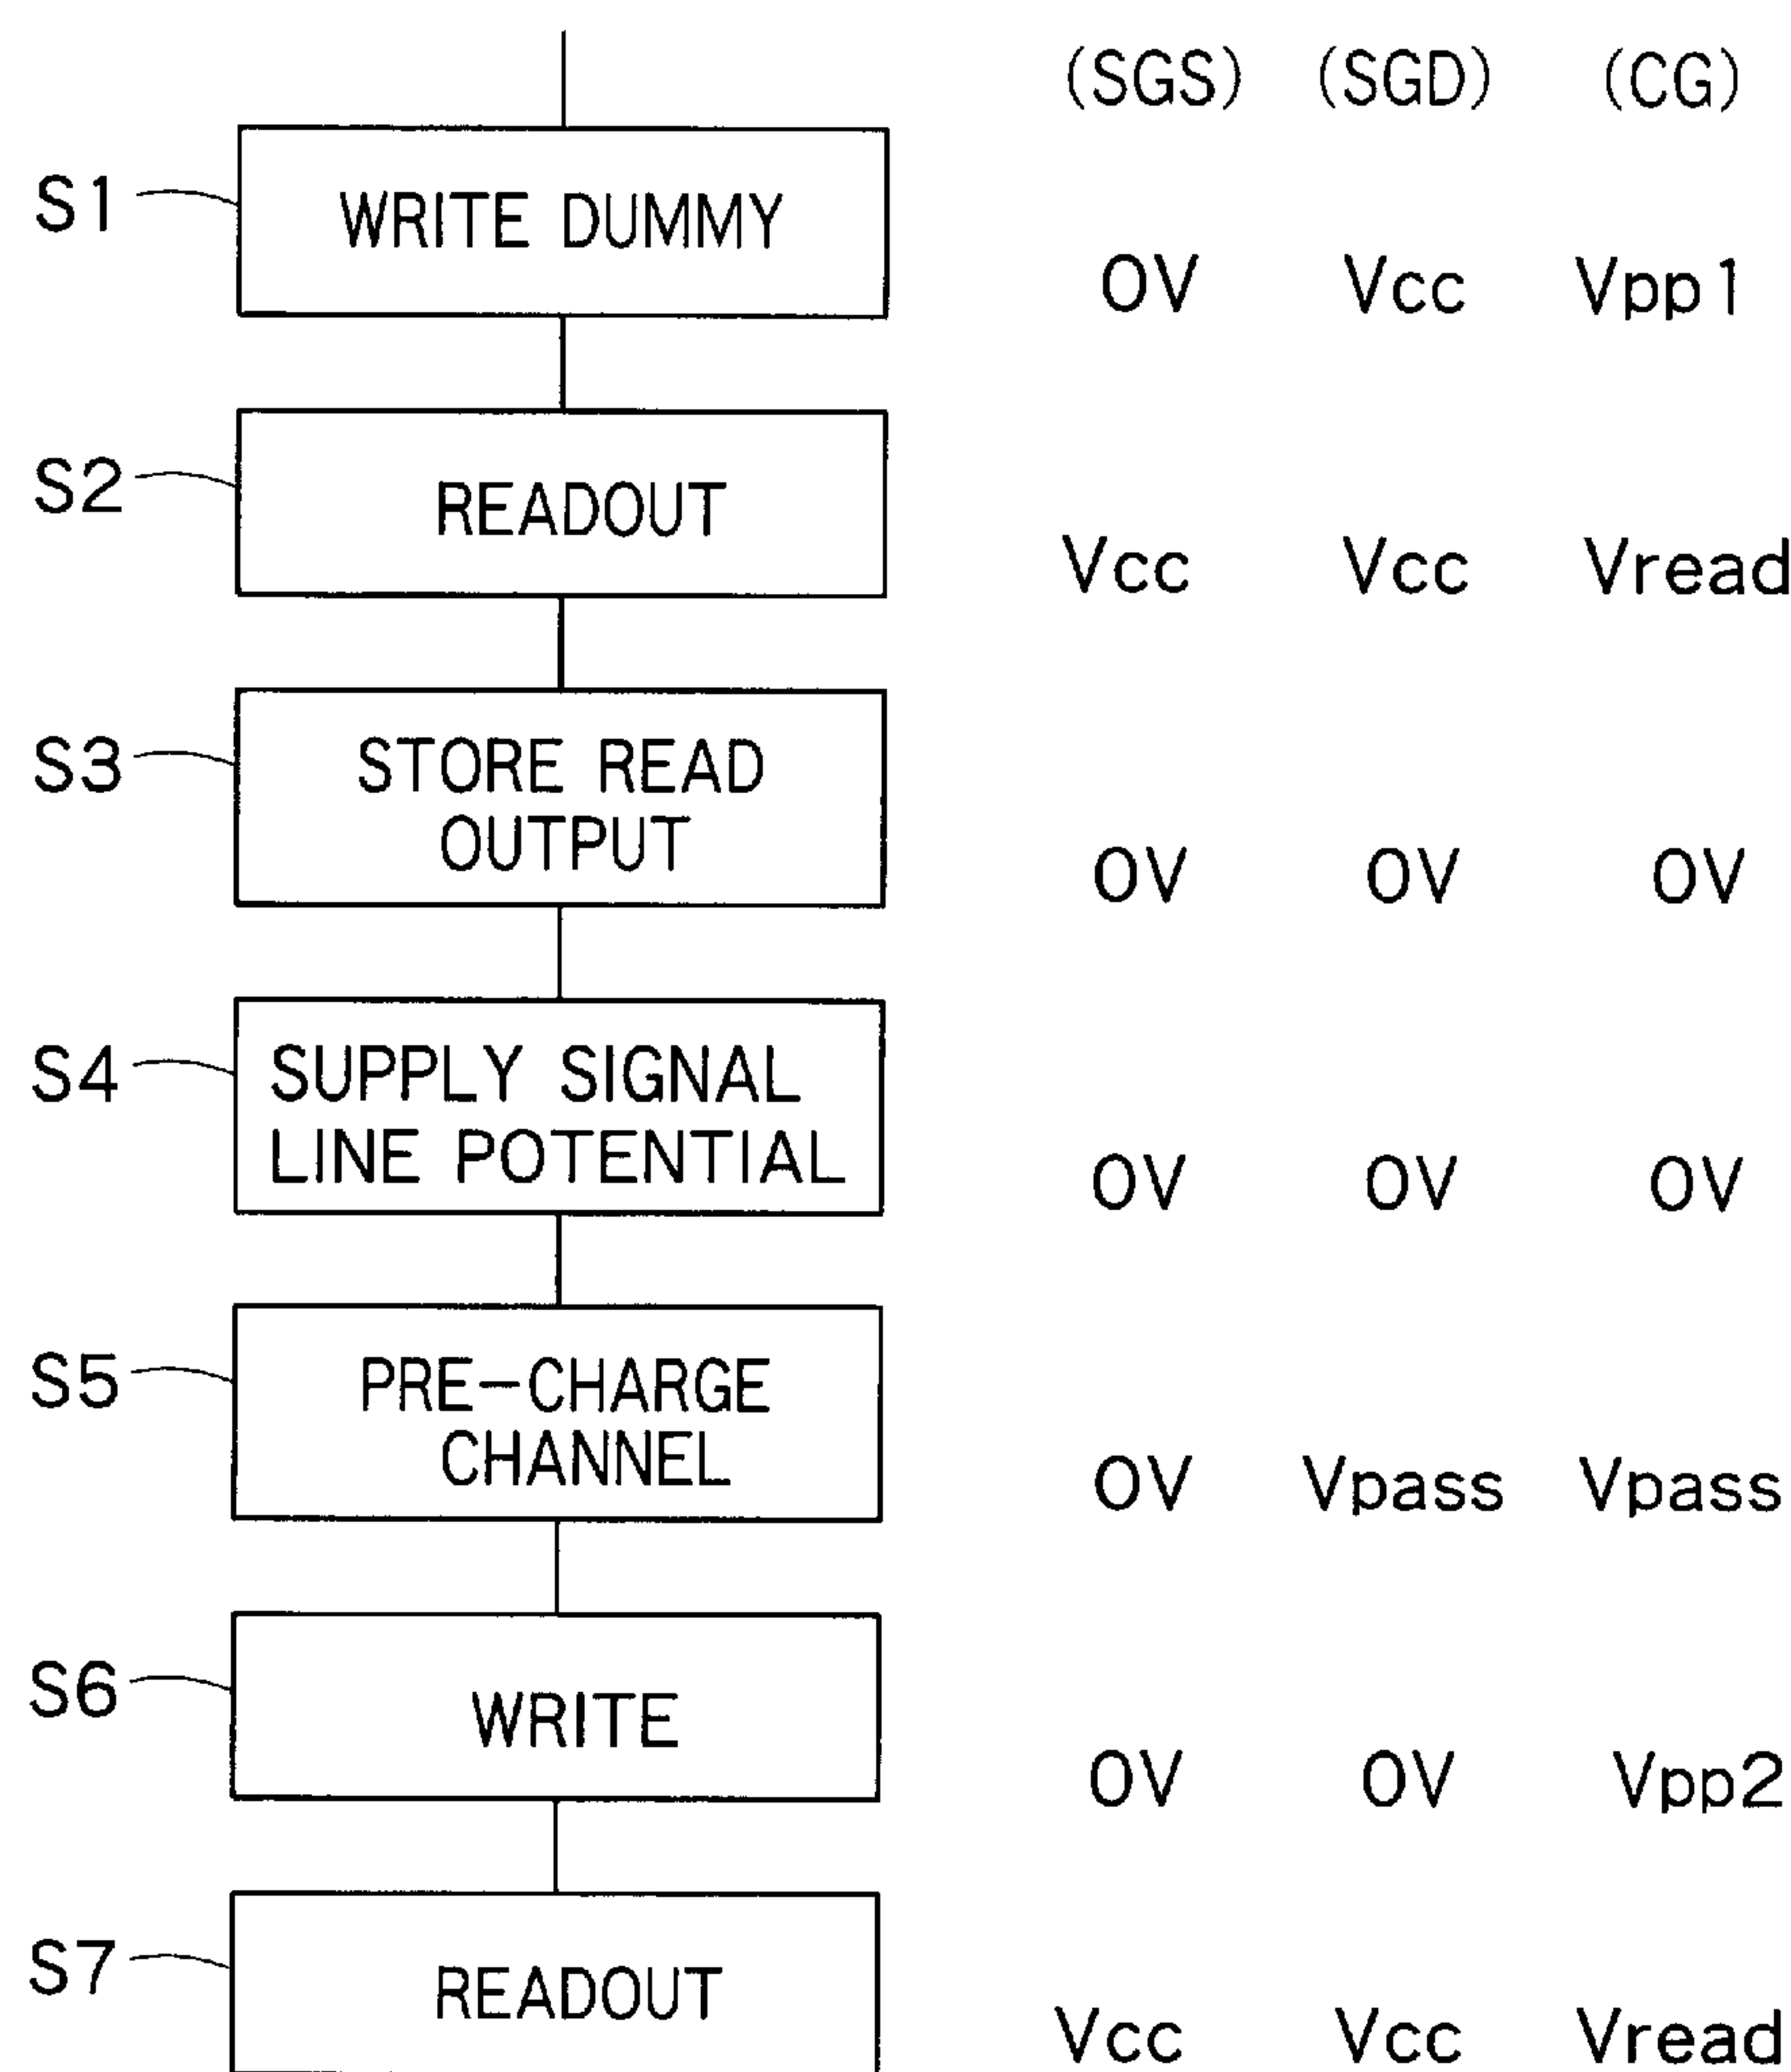 (SGS) (SGD) (CG)
S1 WRITE DUMMY
0V Vcc Vpp1
S2 READOUT
Vcc Vcc Vread
S3 STORE READ
OUTPUT
0V 0V 0V
S4 SUPPLY SIGNAL
LINE POTENTIAL
0V 0V 0V
S5 PRE-CHARGE
CHANNEL
0V Vpass Vpass
S6 WRITE
0V 0V Vpp2
S7 READOUT
Vcc Vcc Vread